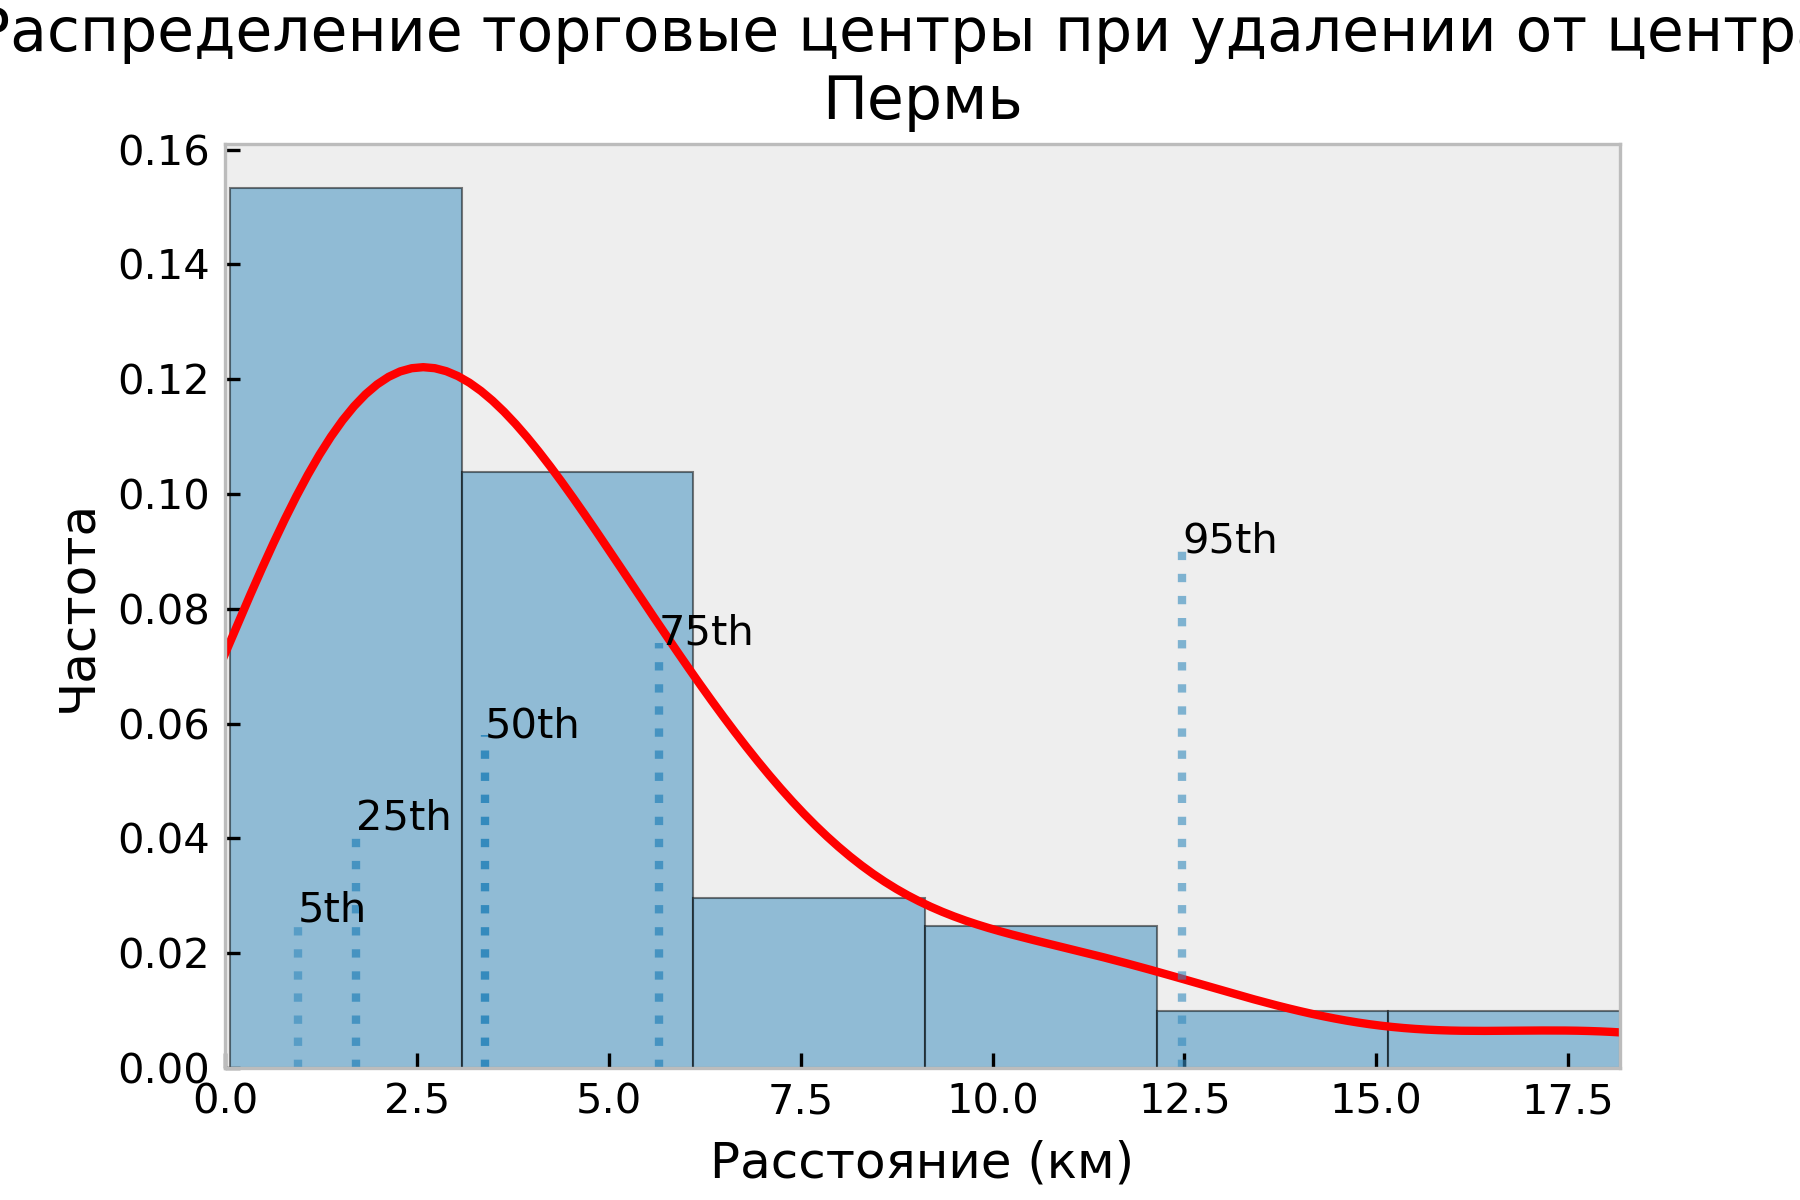 Распределение торговые центры при удалении от центра
Пермь
0.16
0.14
0.12
0.10
0.08
0.06
0.04
0.02
0.00
Частота
95th
75th
50th
25th
5th
0.0 2.5 5.0 7.5 10.0 12.5 15.0 17.5
Расстояние (км)